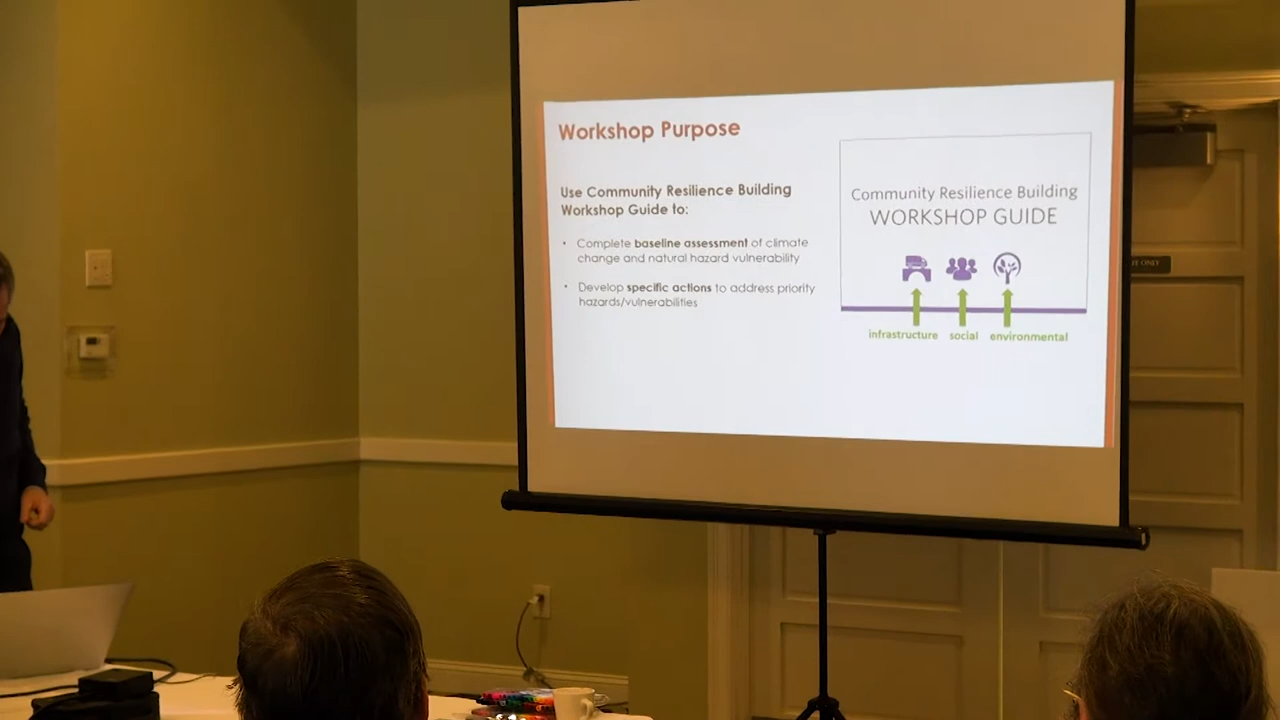 Workshop Purpose
Use Community Resilience Building
Workshop Guide to:
• Complete baseline assessment of climate
change and natural hazard vulnerability
• Develop specific actions to address priority
hazards/vulnerabilities
Community Resilience Building
WORKSHOP GUIDE
infrastructure social environmental
ONLY